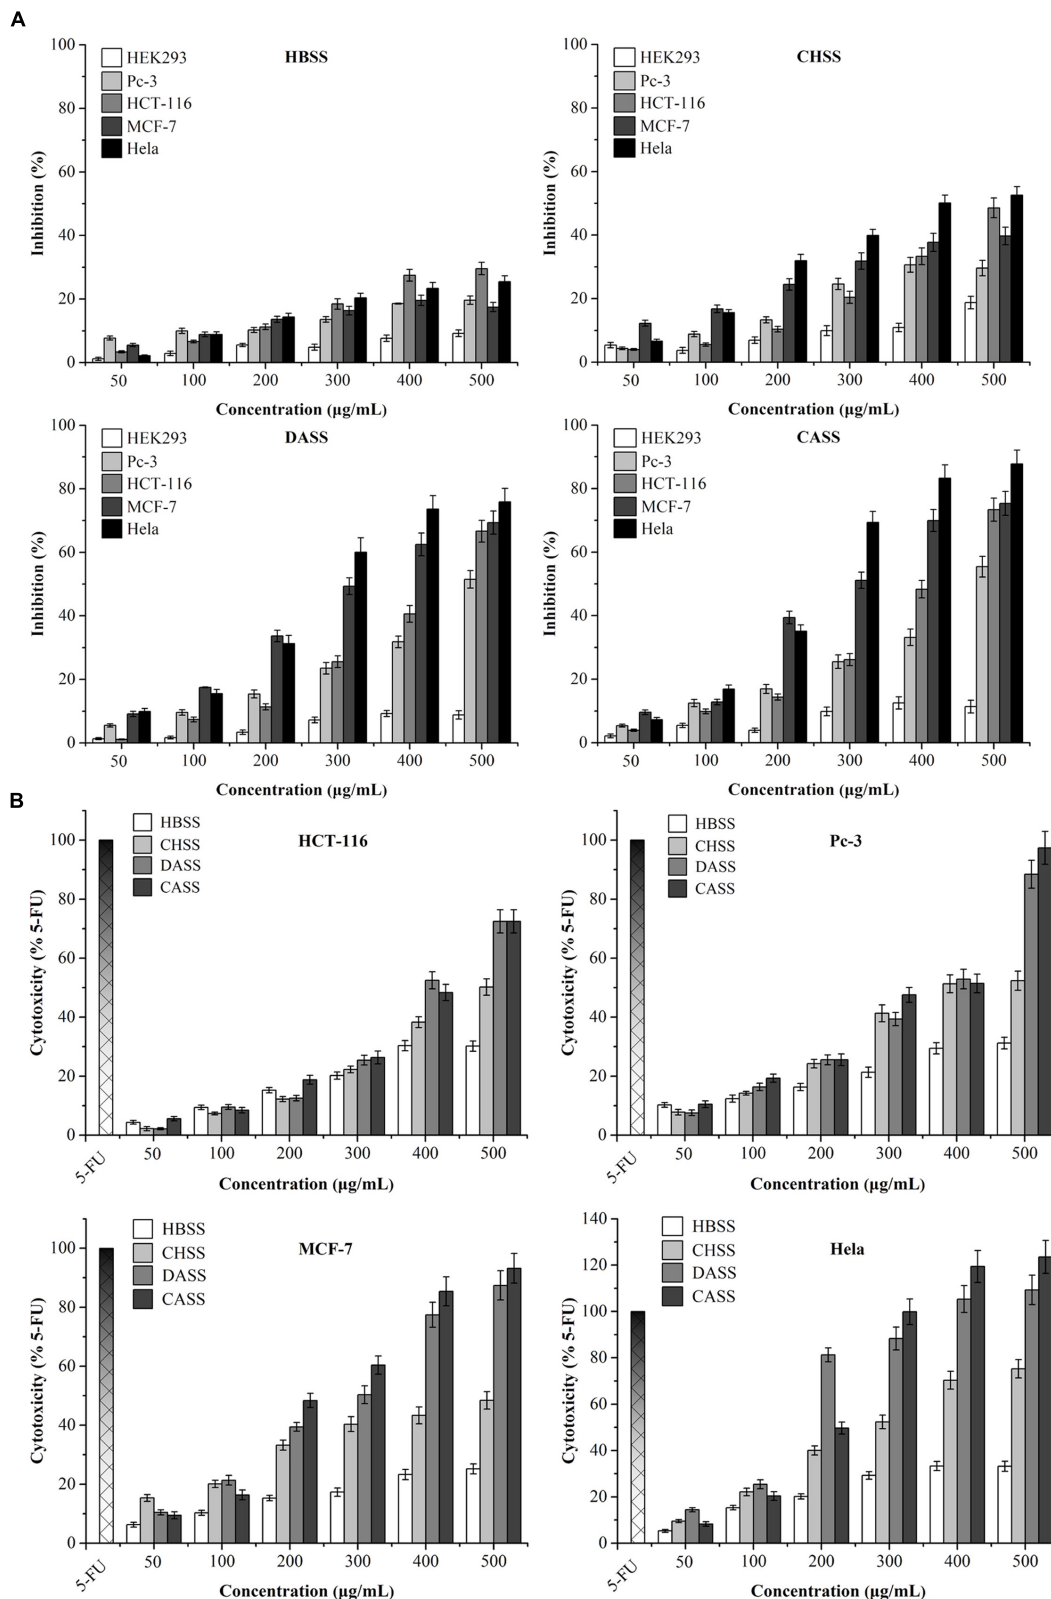 A
HBSS
HEK293
Pc-3
HCT-116
MCF-7
Hela
Inhibition (%)
100
80
60
40
20
0
50 100 200 300 400 500
Concentration (µg/mL)
CHSS
HEK293
Pc-3
HCT-116
MCF-7
Hela
Inhibition (%)
100
80
60
40
20
0
50 100 200 300 400 500
Concentration (µg/mL)
DASS
HEK293
Pc-3
HCT-116
MCF-7
Hela
Inhibition (%)
100
80
60
40
20
0
50 100 200 300 400 500
Concentration (µg/mL)
CASS
HEK293
Pc-3
HCT-116
MCF-7
Hela
Inhibition (%)
100
80
60
40
20
0
50 100 200 300 400 500
Concentration (µg/mL)
B
HCT-116
HBSS
CHSS
DASS
CASS
Cytotoxicity (% 5-FU)
100
80
60
40
20
0
5-FU 50 100 200 300 400 500
Concentration (µg/mL)
Pc-3
HBSS
CHSS
DASS
CASS
Cytotoxicity (% 5-FU)
100
80
60
40
20
0
5-FU 50 100 200 300 400 500
Concentration (µg/mL)
MCF-7
HBSS
CHSS
DASS
CASS
Cytotoxicity (% 5-FU)
100
80
60
40
20
0
5-FU 50 100 200 300 400 500
Concentration (µg/mL)
Hela
HBSS
CHSS
DASS
CASS
Cytotoxicity (% 5-FU)
140
120
100
80
60
40
20
0
5-FU 50 100 200 300 400 500
Concentration (µg/mL)